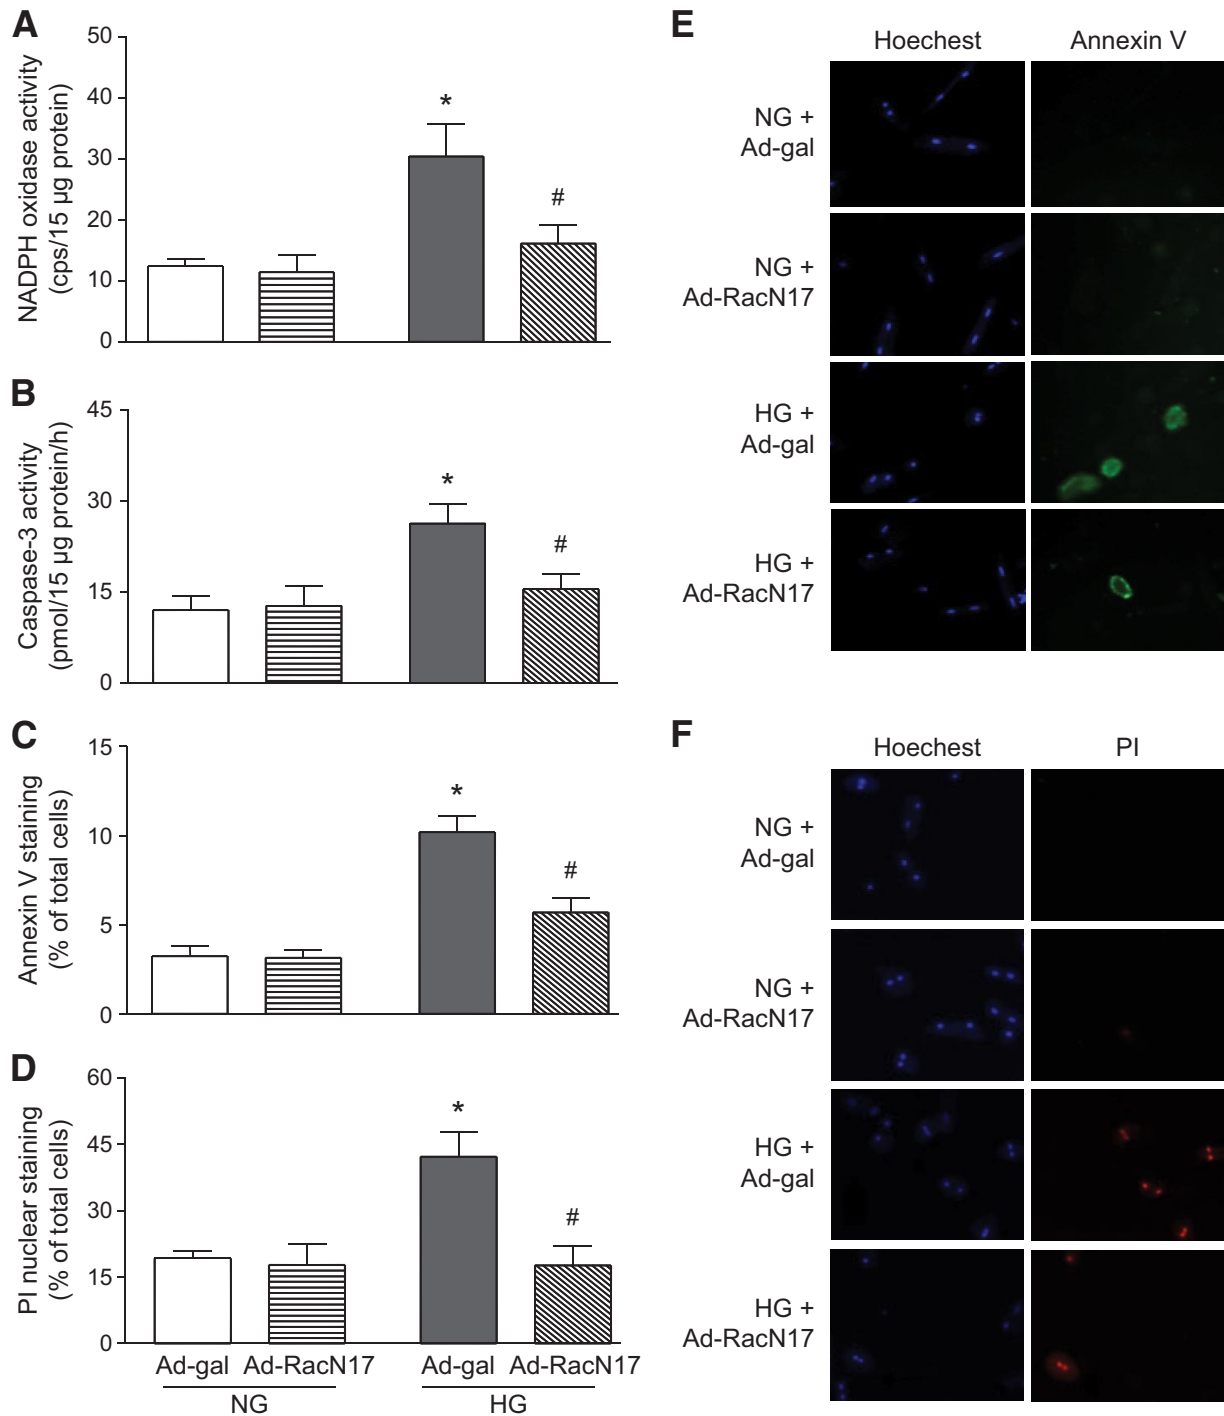 A
NADPH oxidase activity
(cps/15 µg protein)
50
40
30
20
10
0
*
#
B
Caspase-3 activity
(pmol/15 µg protein/h)
45
30
15
0
*
#
C
Annexin V staining
(% of total cells)
15
10
5
0
*
#
D
PI nuclear staining
(% of total cells)
60
45
30
15
0
*
#
Ad-gal Ad-RacN17 Ad-gal Ad-RacN17
NG HG
E
Hoechest Annexin V
NG +
Ad-gal
NG +
Ad-RacN17
HG +
Ad-gal
HG +
Ad-RacN17
F
Hoechest PI
NG +
Ad-gal
NG +
Ad-RacN17
HG +
Ad-gal
HG +
Ad-RacN17